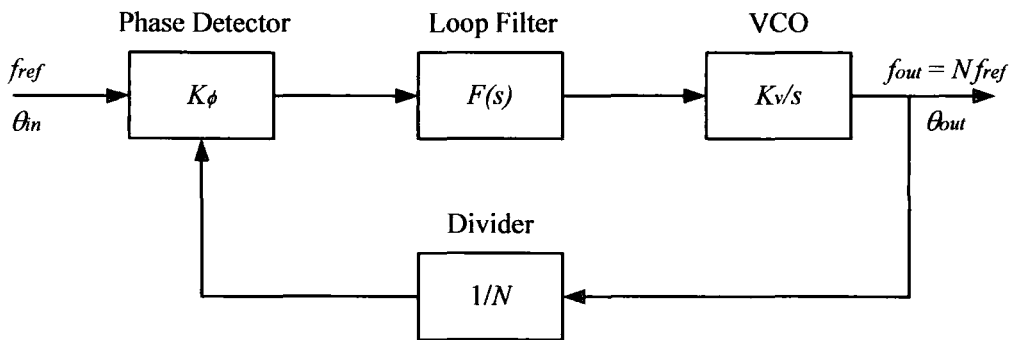 Phase Detector
Loop Filter
VCO
fref
θin
Kϕ
F(s)
Kv/s
fout = Nfref
θout
Divider
1/N